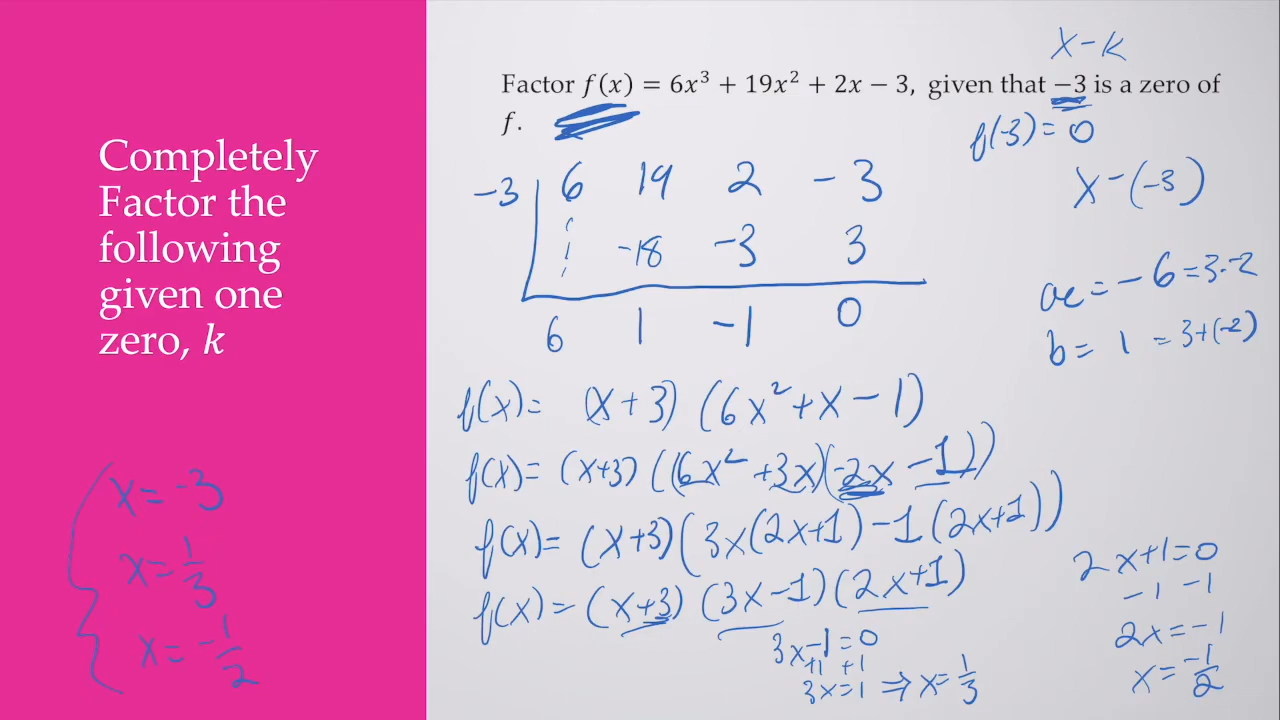 Completely
Factor the
following
given one
zero, k
x = -3
x = 1/3
x = -1/2
x - k
Factor f(x) = 6x³ + 19x² + 2x − 3, given that −3 is a zero of
f.
f(-3) = 0
x - (-3)
-3 | 6 19 2 -3
-18 -3 3
6 1 -1 0
ac = -6 = 3·-2
b = 1 = 3+(-2)
f(x) = (x+3) (6x² + x - 1)
f(x) = (x+3) ((6x² + 3x)(-2x - 1))
f(x) = (x+3)(3x(2x+1) - 1(2x+1))
f(x) = (x+3) (3x-1)(2x+1)
3x-1 = 0
+1 +1
3x = 1 ⇒ x = 1/3
2x+1 = 0
-1 -1
2x = -1
x = -1/2